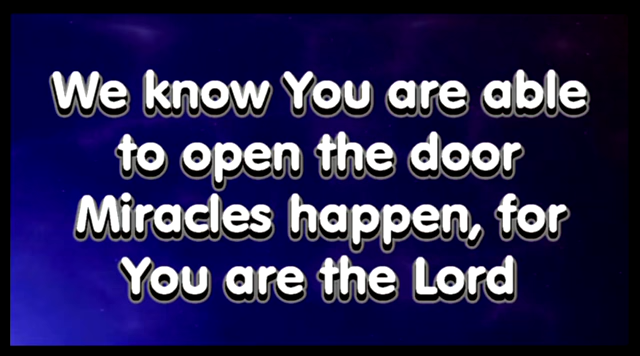 We know You are able
to open the door
Miracles happen, for
You are the Lord